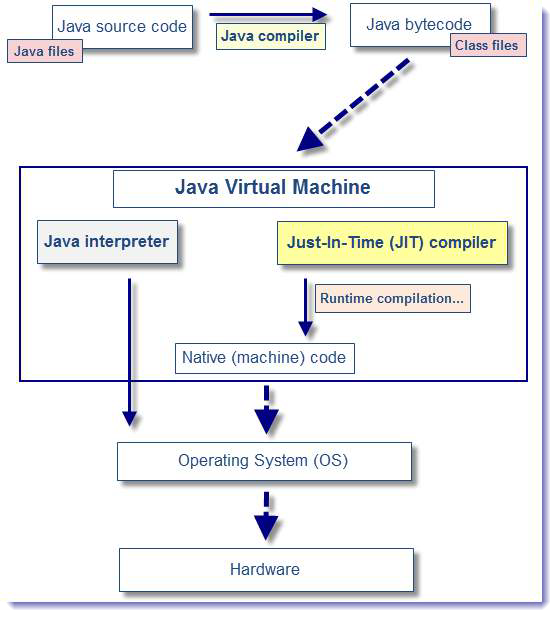 Java source code
Java files
Java compiler
Java bytecode
Class files
Java Virtual Machine
Java interpreter
Just-In-Time (JIT) compiler
Runtime compilation...
Native (machine) code
Operating System (OS)
Hardware